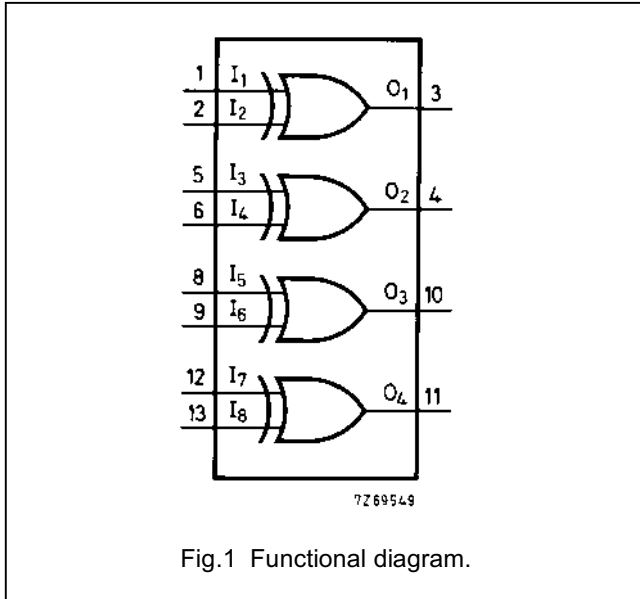 1 I1
2 I2
O1 3
5 I3
6 I4
O2 4
8 I5
9 I6
O3 10
12 I7
13 I8
O4 11
7Z69549
Fig.1 Functional diagram.